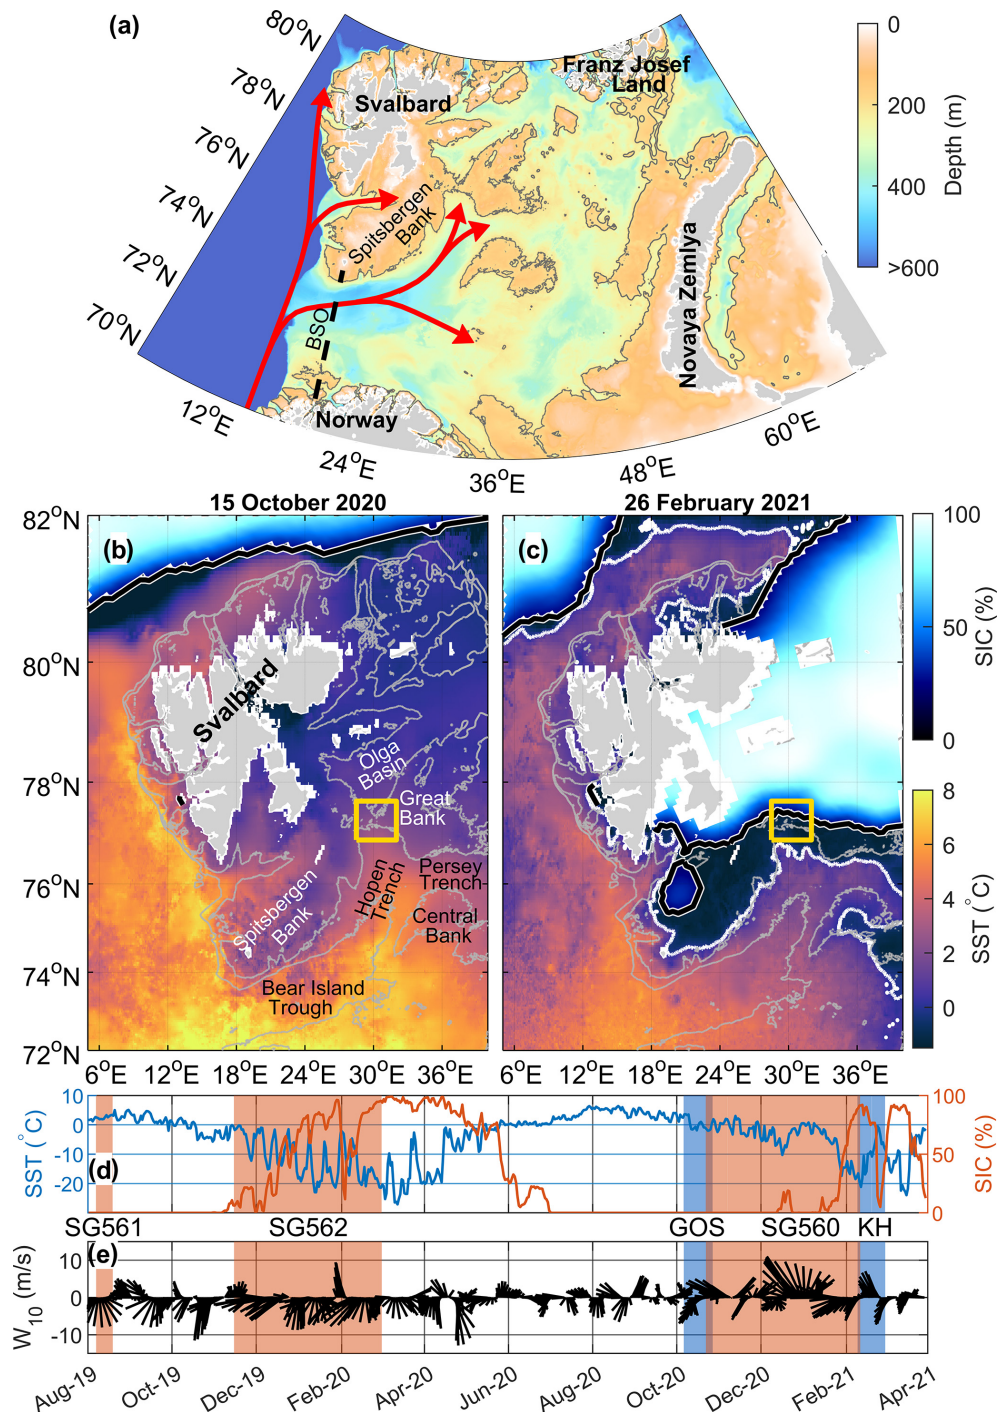 (a)
80°N
78°N
76°N
74°N
72°N
70°N
12°E
24°E
36°E
48°E
60°E
Svalbard
Franz Josef
Land
Spitsbergen
Bank
Novaya Zemlya
BSO
Norway
0
200
400
>600
Depth (m)
15 October 2020
26 February 2021
(b)
(c)
82°N
80°N
78°N
76°N
74°N
72°N
Svalbard
Olga
Basin
Great
Bank
Hopen
Trench
Persey
Trench
Central
Bank
Spitsbergen
Bank
Bear Island
Trough
6°E
12°E
18°E
24°E
30°E
36°E
6°E
12°E
18°E
24°E
30°E
36°E
100
50
0
SIC (%)
8
6
4
2
0
SST (°C)
(d)
10
0
-10
-20
SST (°C)
100
50
0
SIC (%)
SG561
SG562
GOS
SG560
KH
(e)
10
0
-10
W10 (m/s)
Aug-19
Oct-19
Dec-19
Feb-20
Apr-20
Jun-20
Aug-20
Oct-20
Dec-20
Feb-21
Apr-21